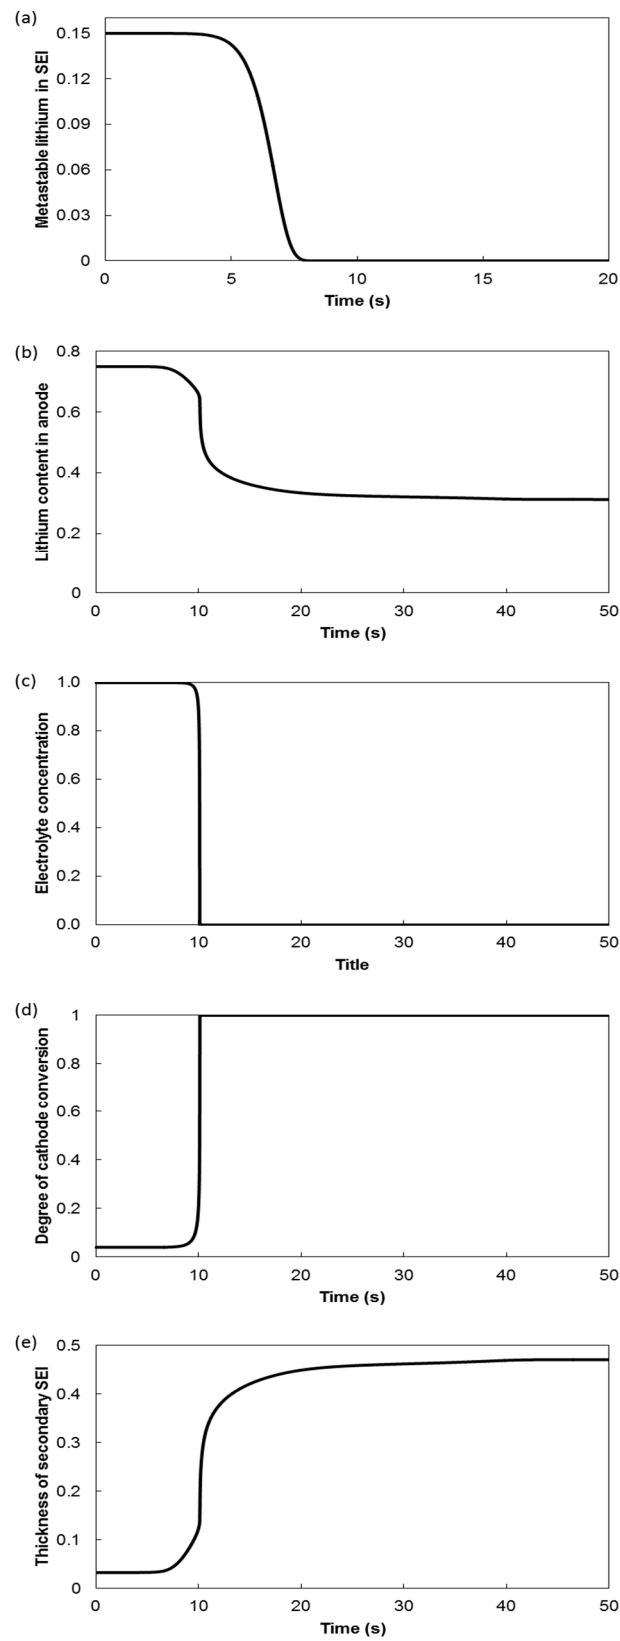 (a)
Metastable lithium in SEI
0.15
0.12
0.09
0.06
0.03
0
0 5 10 15 20
Time (s)
(b)
Lithium content in anode
0.8
0.6
0.4
0.2
0
0 10 20 30 40 50
Time (s)
(c)
Electrolyte concentration
1.0
0.8
0.6
0.4
0.2
0.0
0 10 20 30 40 50
Title
(d)
Degree of cathode conversion
1
0.8
0.6
0.4
0.2
0
0 10 20 30 40 50
Time (s)
(e)
Thickness of secondary SEI
0.5
0.4
0.3
0.2
0.1
0
0 10 20 30 40 50
Time (s)